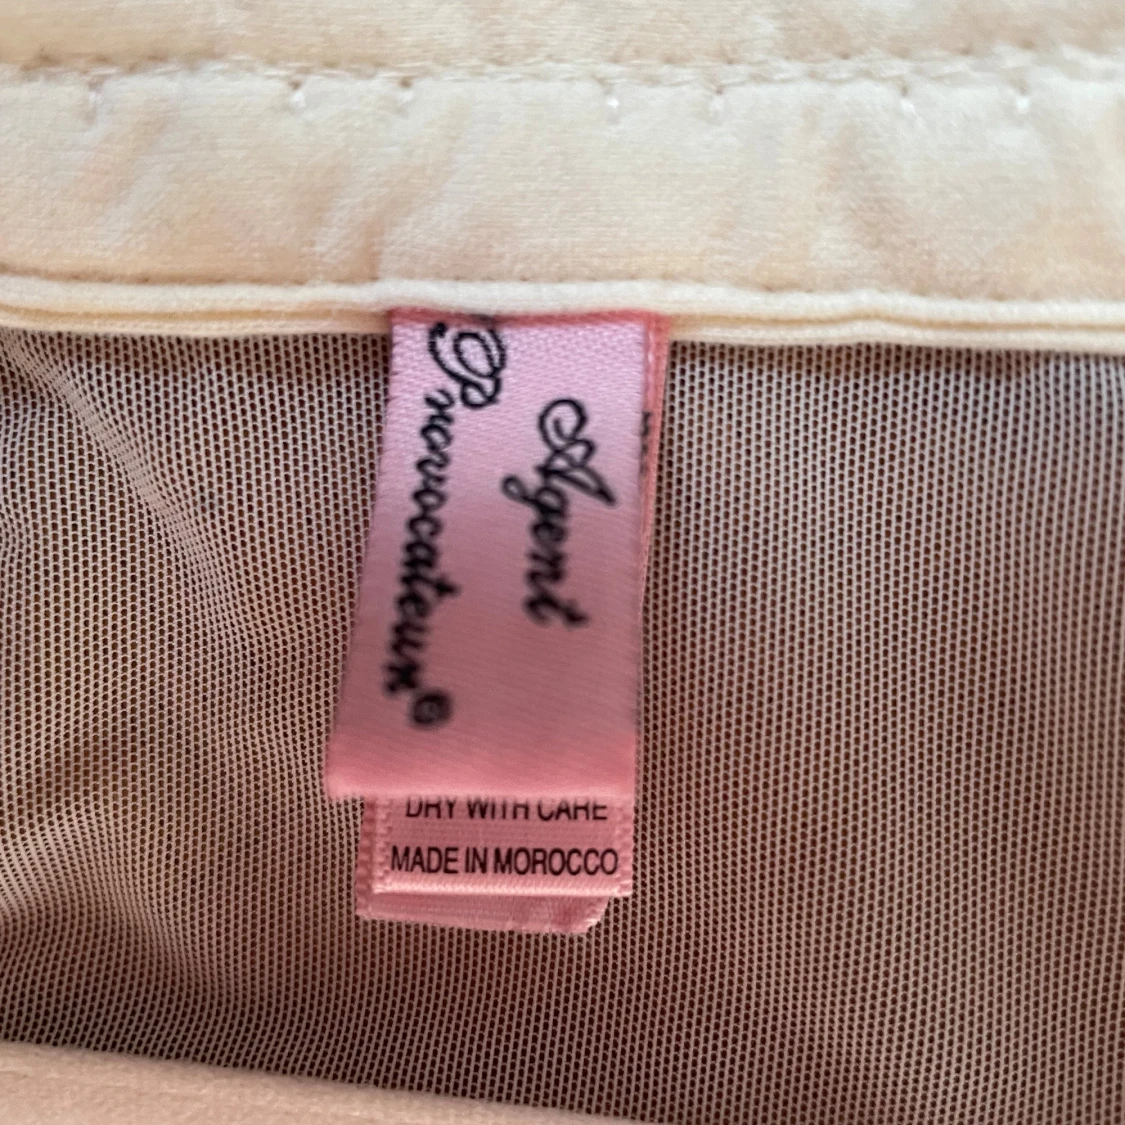 Agent
Provocateur®
DRY WITH CARE
MADE IN MOROCCO